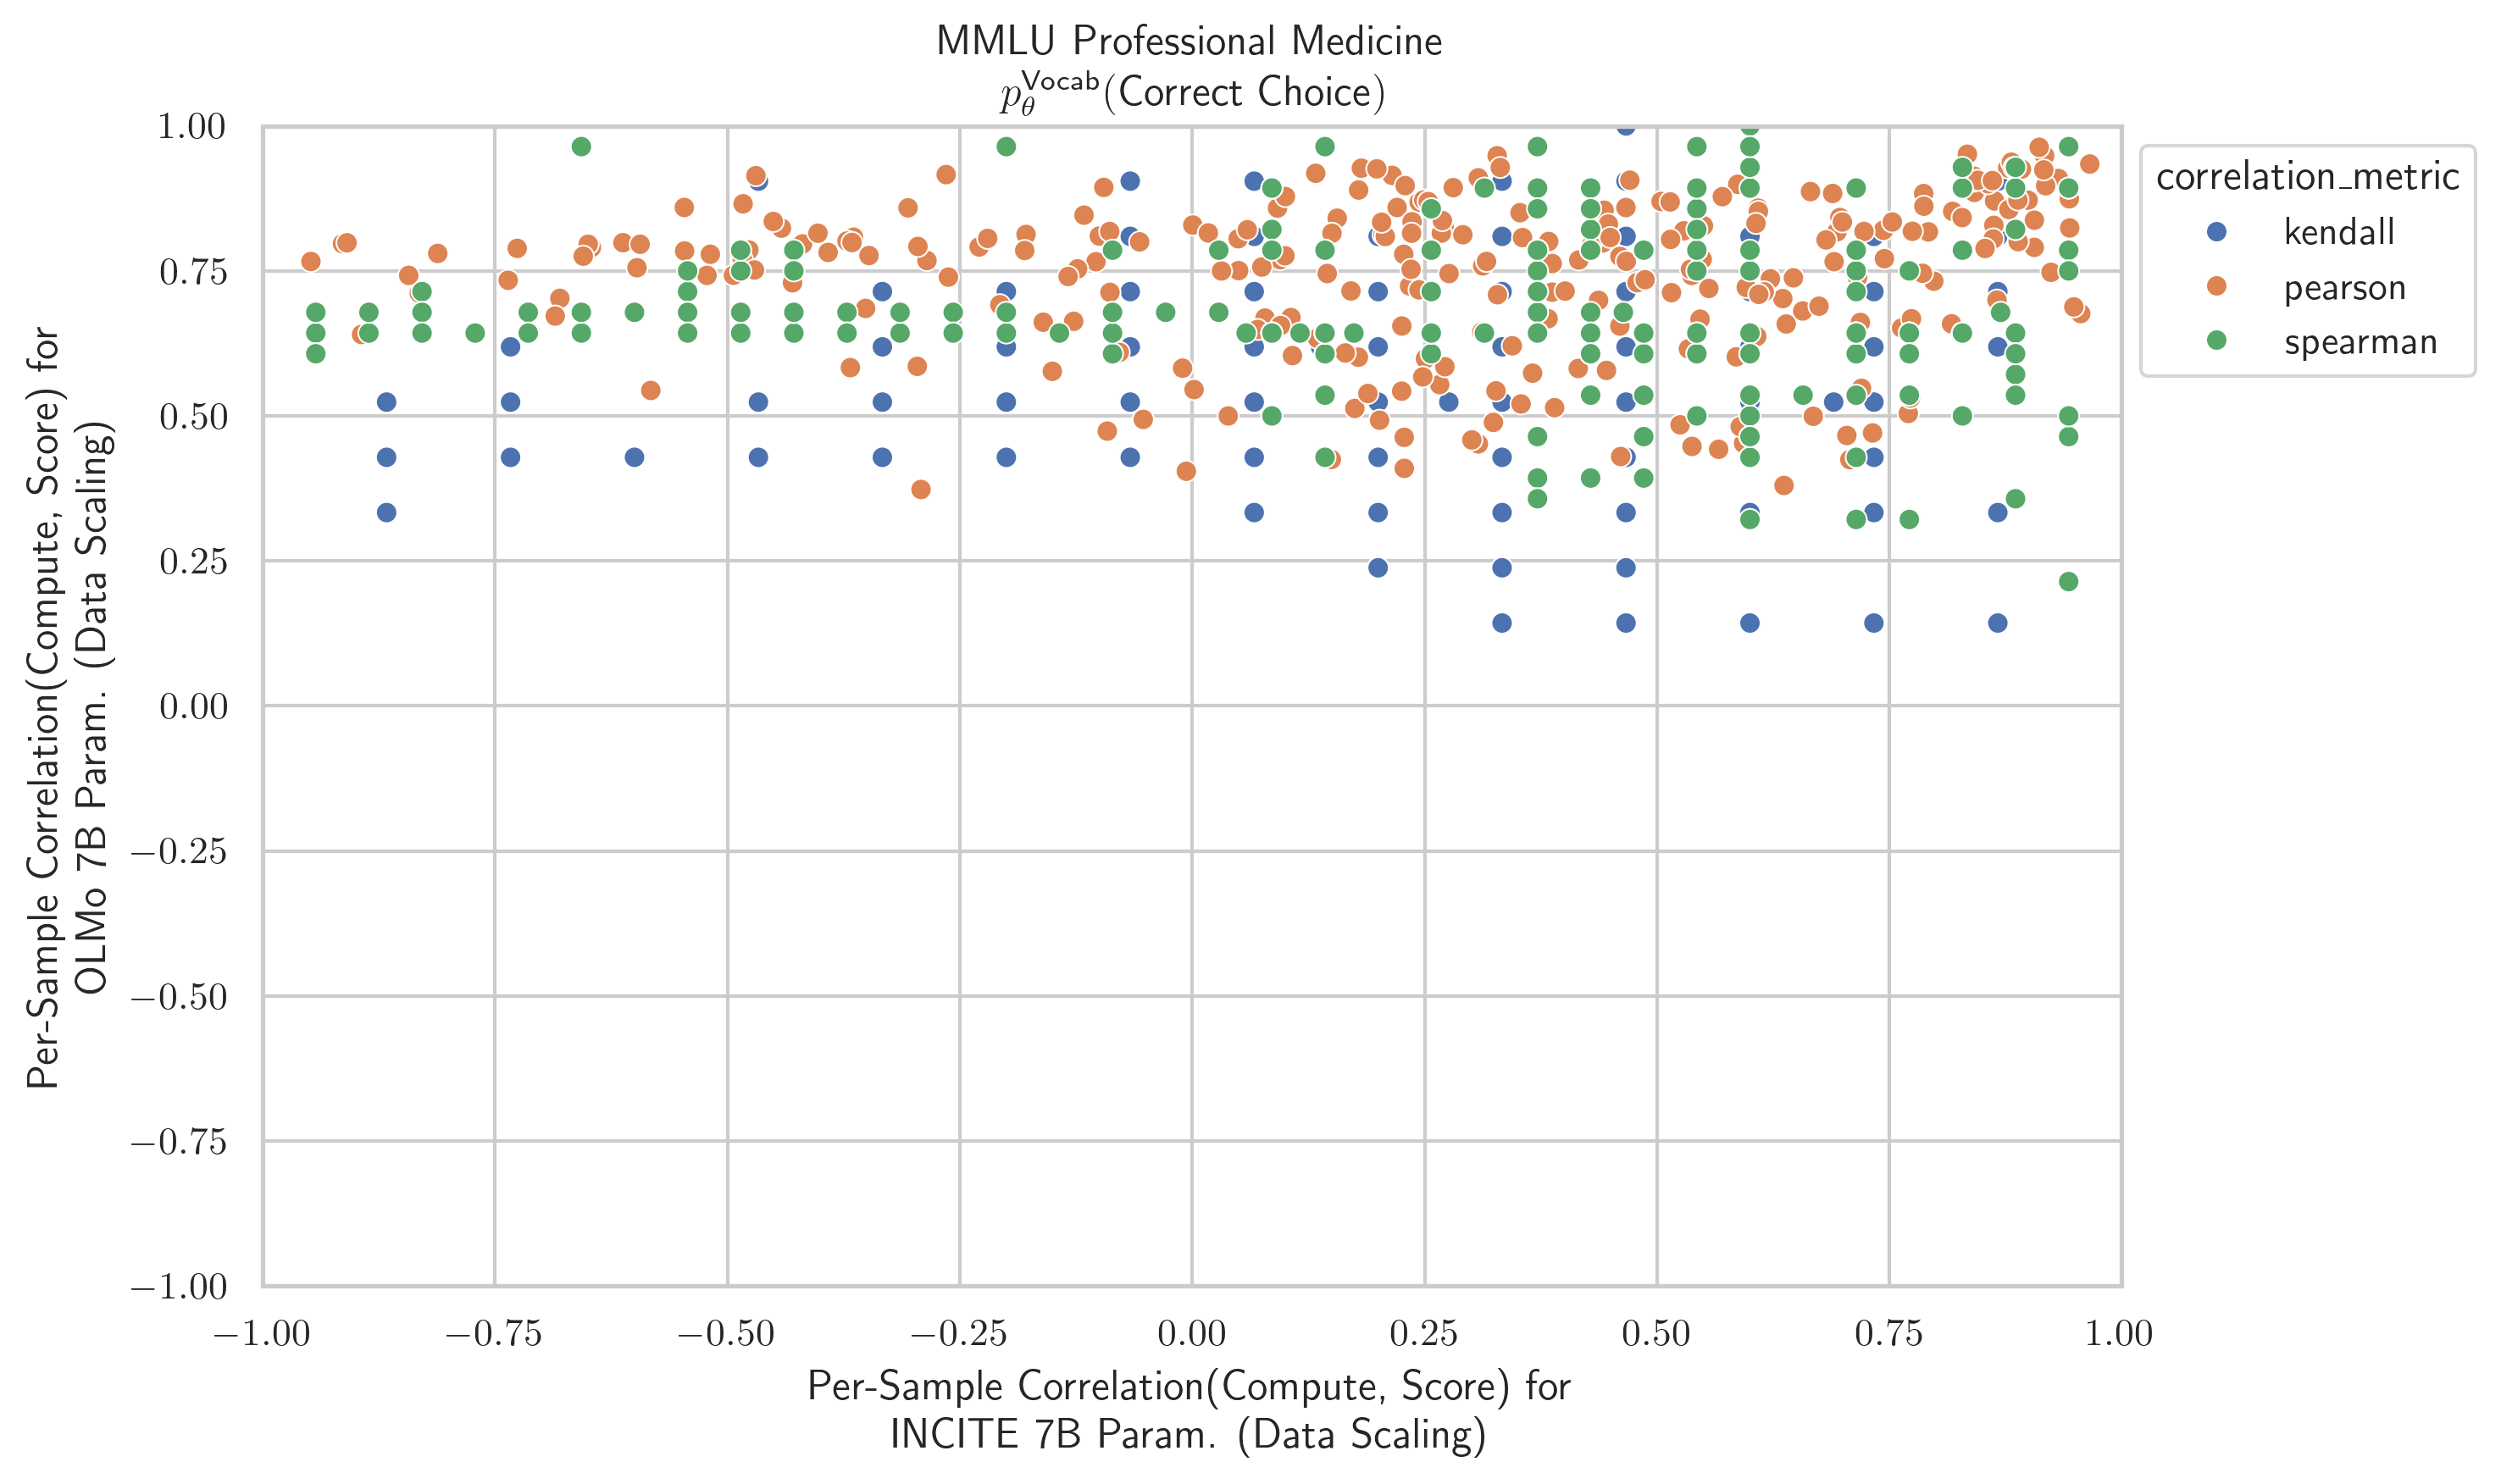 MMLU Professional Medicine
p_θ^Vocab(Correct Choice)
1.00
0.75
0.50
0.25
0.00
−0.25
−0.50
−0.75
−1.00
Per-Sample Correlation(Compute, Score) for
OLMo 7B Param. (Data Scaling)
correlation_metric
kendall
pearson
spearman
−1.00 −0.75 −0.50 −0.25 0.00 0.25 0.50 0.75 1.00
Per-Sample Correlation(Compute, Score) for
INCITE 7B Param. (Data Scaling)